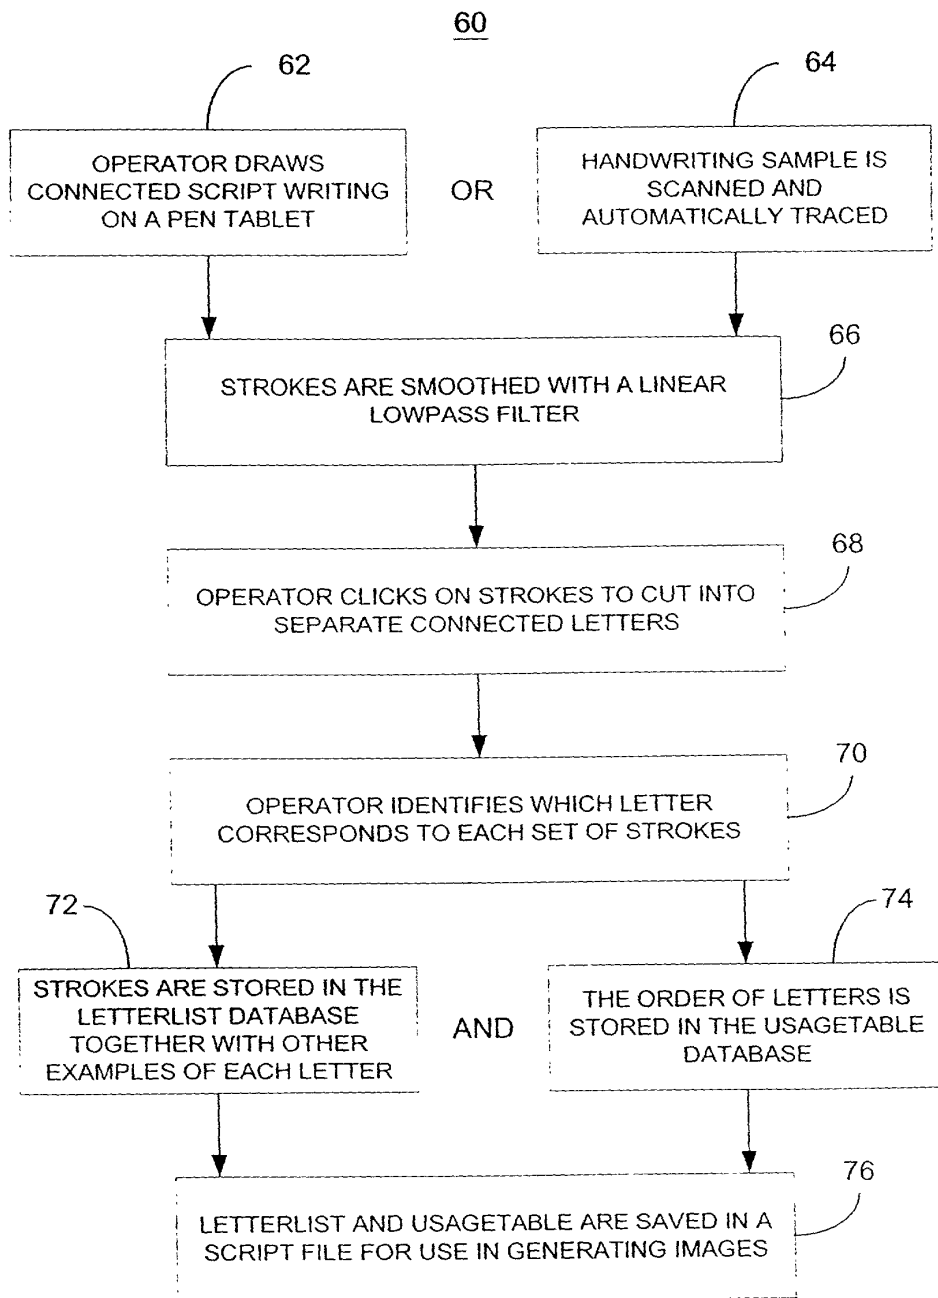 60
62
64
OPERATOR DRAWS
CONNECTED SCRIPT WRITING
ON A PEN TABLET
OR
HANDWRITING SAMPLE IS
SCANNED AND
AUTOMATICALLY TRACED
66
STROKES ARE SMOOTHED WITH A LINEAR
LOWPASS FILTER
68
OPERATOR CLICKS ON STROKES TO CUT INTO
SEPARATE CONNECTED LETTERS
70
OPERATOR IDENTIFIES WHICH LETTER
CORRESPONDS TO EACH SET OF STROKES
72
74
STROKES ARE STORED IN THE
LETTERLIST DATABASE
TOGETHER WITH OTHER
EXAMPLES OF EACH LETTER
AND
THE ORDER OF LETTERS IS
STORED IN THE USAGETABLE
DATABASE
76
LETTERLIST AND USAGETABLE ARE SAVED IN A
SCRIPT FILE FOR USE IN GENERATING IMAGES